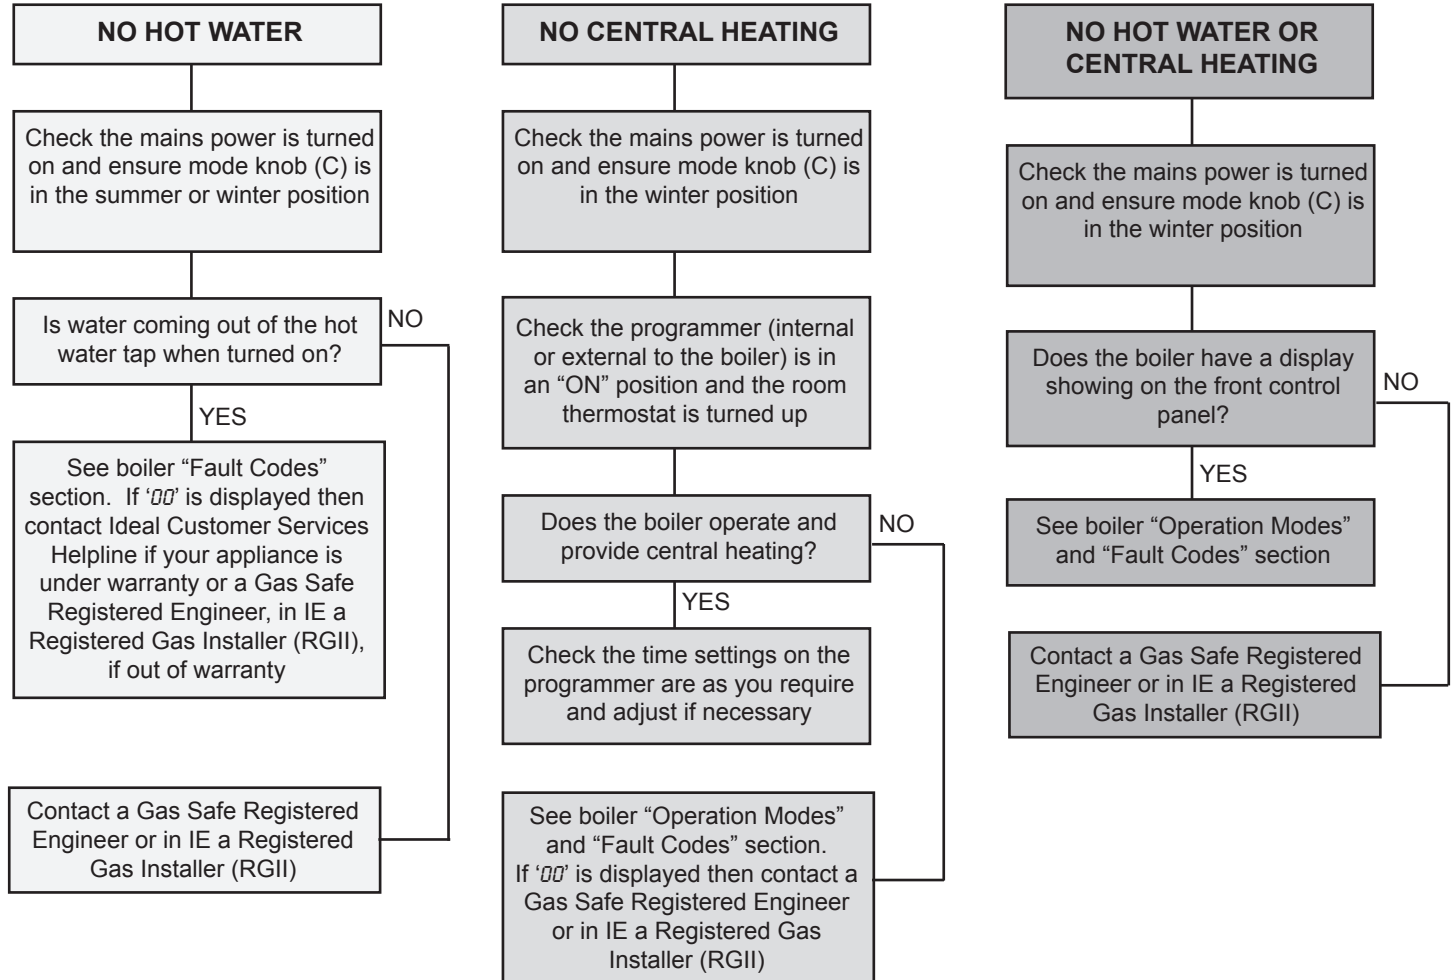 NO HOT WATER
Check the mains power is turned
on and ensure mode knob (C) is
in the summer or winter position
Is water coming out of the hot
water tap when turned on?
NO
YES
See boiler “Fault Codes”
section.  If ‘00’ is displayed then
contact Ideal Customer Services
Helpline if your appliance is
under warranty or a Gas Safe
Registered Engineer, in IE a
Registered Gas Installer (RGII),
if out of warranty
Contact a Gas Safe Registered
Engineer or in IE a Registered
Gas Installer (RGII)
NO CENTRAL HEATING
Check the mains power is turned
on and ensure mode knob (C) is
in the winter position
Check the programmer (internal
or external to the boiler) is in
an “ON” position and the room
thermostat is turned up
Does the boiler operate and
provide central heating?
NO
YES
Check the time settings on the
programmer are as you require
and adjust if necessary
See boiler “Operation Modes”
and “Fault Codes” section.
If ‘00’ is displayed then contact a
Gas Safe Registered Engineer
or in IE a Registered Gas
Installer (RGII)
NO HOT WATER OR
CENTRAL HEATING
Check the mains power is turned
on and ensure mode knob (C) is
in the winter position
Does the boiler have a display
showing on the front control
panel?
NO
YES
See boiler “Operation Modes”
and “Fault Codes” section
Contact a Gas Safe Registered
Engineer or in IE a Registered
Gas Installer (RGII)